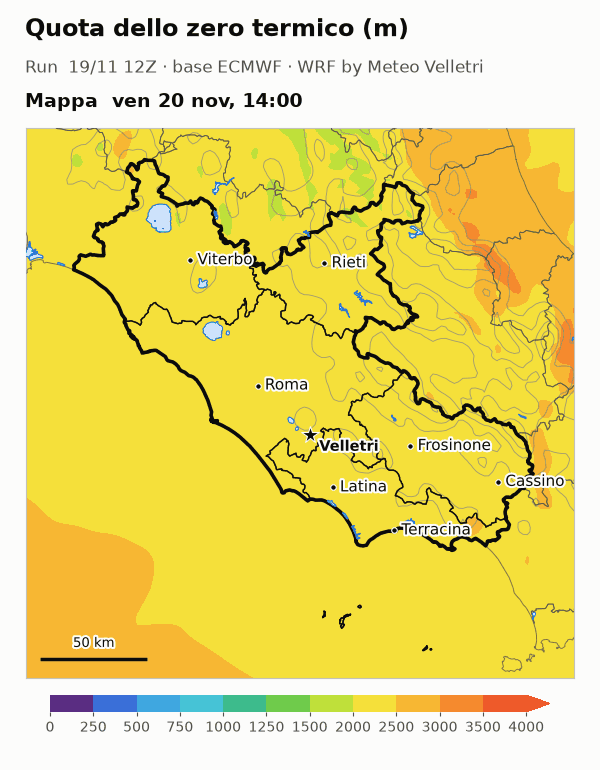 Quota dello zero termico (m)
Run  19/11 12Z · base ECMWF · WRF by Meteo Velletri
Mappa  ven 20 nov, 14:00
Viterbo
Rieti
Roma
Velletri
Frosinone
Cassino
Latina
Terracina
50 km
0 250 500 750 1000 1250 1500 2000 2500 3000 3500 4000